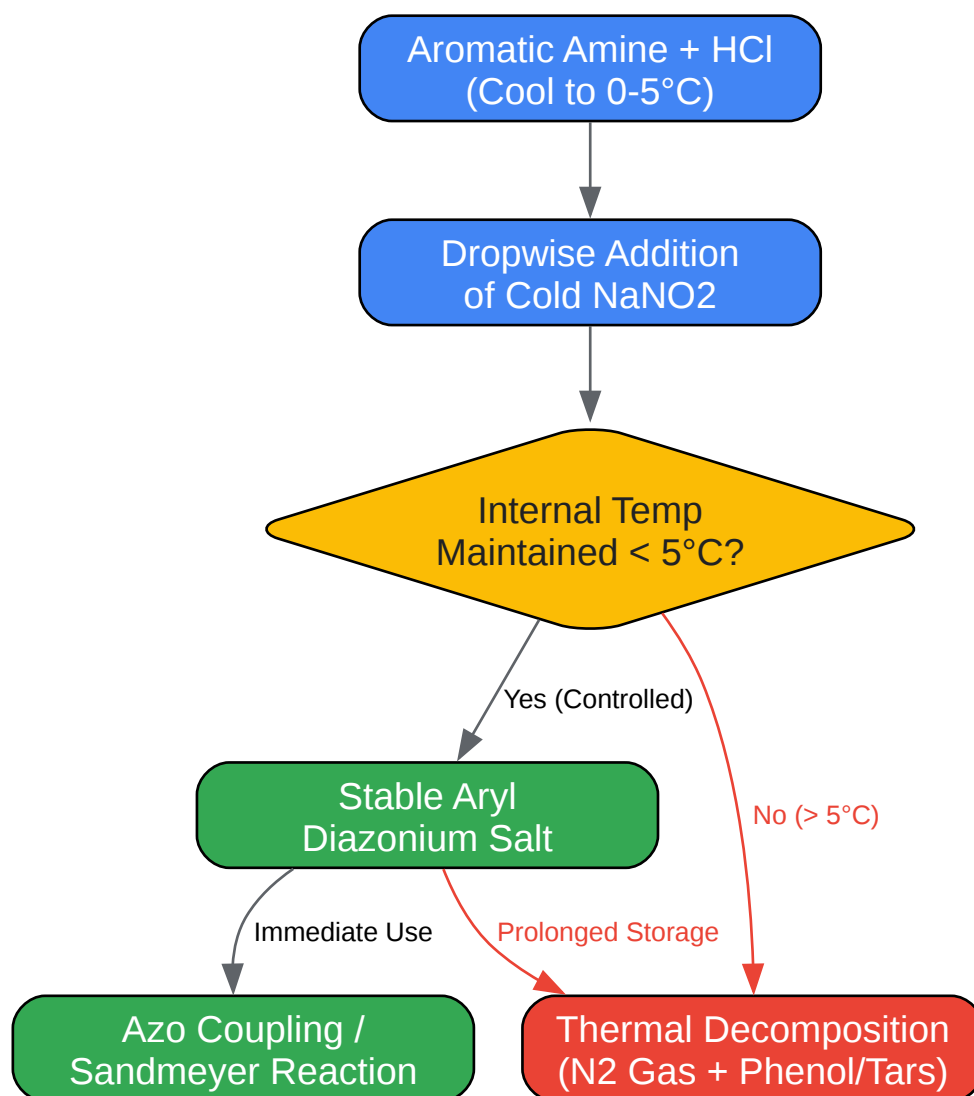 Aromatic Amine + HCl
(Cool to 0-5°C)
Dropwise Addition
of Cold NaNO2
Internal Temp
Maintained < 5°C?
Yes (Controlled)
Stable Aryl
Diazonium Salt
No (> 5°C)
Immediate Use
Prolonged Storage
Azo Coupling /
Sandmeyer Reaction
Thermal Decomposition
(N2 Gas + Phenol/Tars)